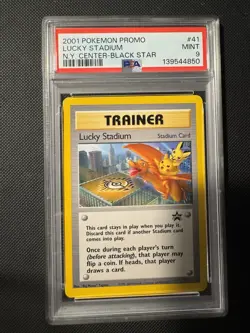 2001 POKEMON PROMO #41
LUCKY STADIUM MINT
N.Y. CENTER-BLACK STAR 9
PSA 139544850
TRAINER
Lucky Stadium Stadium Card
This card stays in play when you play it.
Discard this card if another Stadium card
comes into play.
Once during each player's turn
(before attacking), that player may
flip a coin. If heads, that player
draws a card.